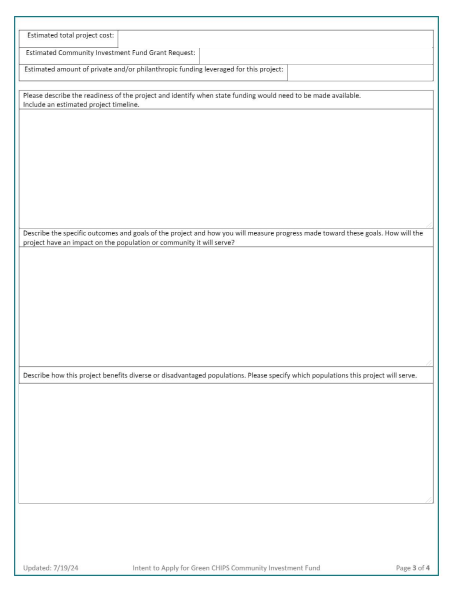 Estimated total project cost:
Estimated Community Investment Fund Grant Request:
Estimated amount of private and/or philanthropic funding leveraged for this project:
Please describe the readiness of the project and identify when state funding would need to be made available.
Include an estimated project timeline.
Describe the specific outcomes and goals of the project and how you will measure progress made toward these goals. How will the
project have an impact on the population or community it will serve?
Describe how this project benefits diverse or disadvantaged populations. Please specify which populations this project will serve.
Updated: 7/19/24 Intent to Apply for Green CHIPS Community Investment Fund Page 3 of 4